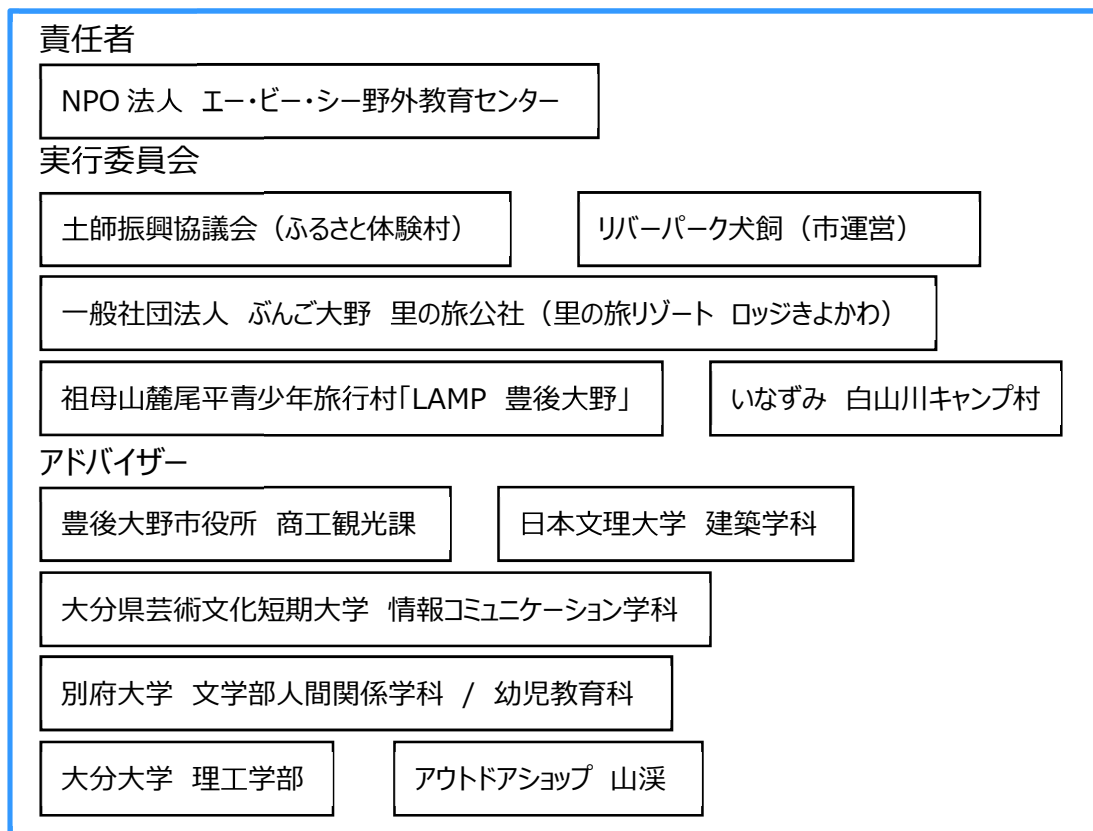 責任者
NPO 法人 エー・ビー・シー野外教育センター
実行委員会
土師振興協議会（ふるさと体験村） リバーパーク犬飼（市運営）
一般社団法人 ぶんご大野 里の旅公社（里の旅リゾート ロッジきよかわ）
祖母山麓尾平青少年旅行村「LAMP 豊後大野」 いなずみ 白山川キャンプ村
アドバイザー
豊後大野市役所 商工観光課 日本文理大学 建築学科
大分県芸術文化短期大学 情報コミュニケーション学科
別府大学 文学部人間関係学科 / 幼児教育科
大分大学 理工学部 アウトドアショップ 山渓